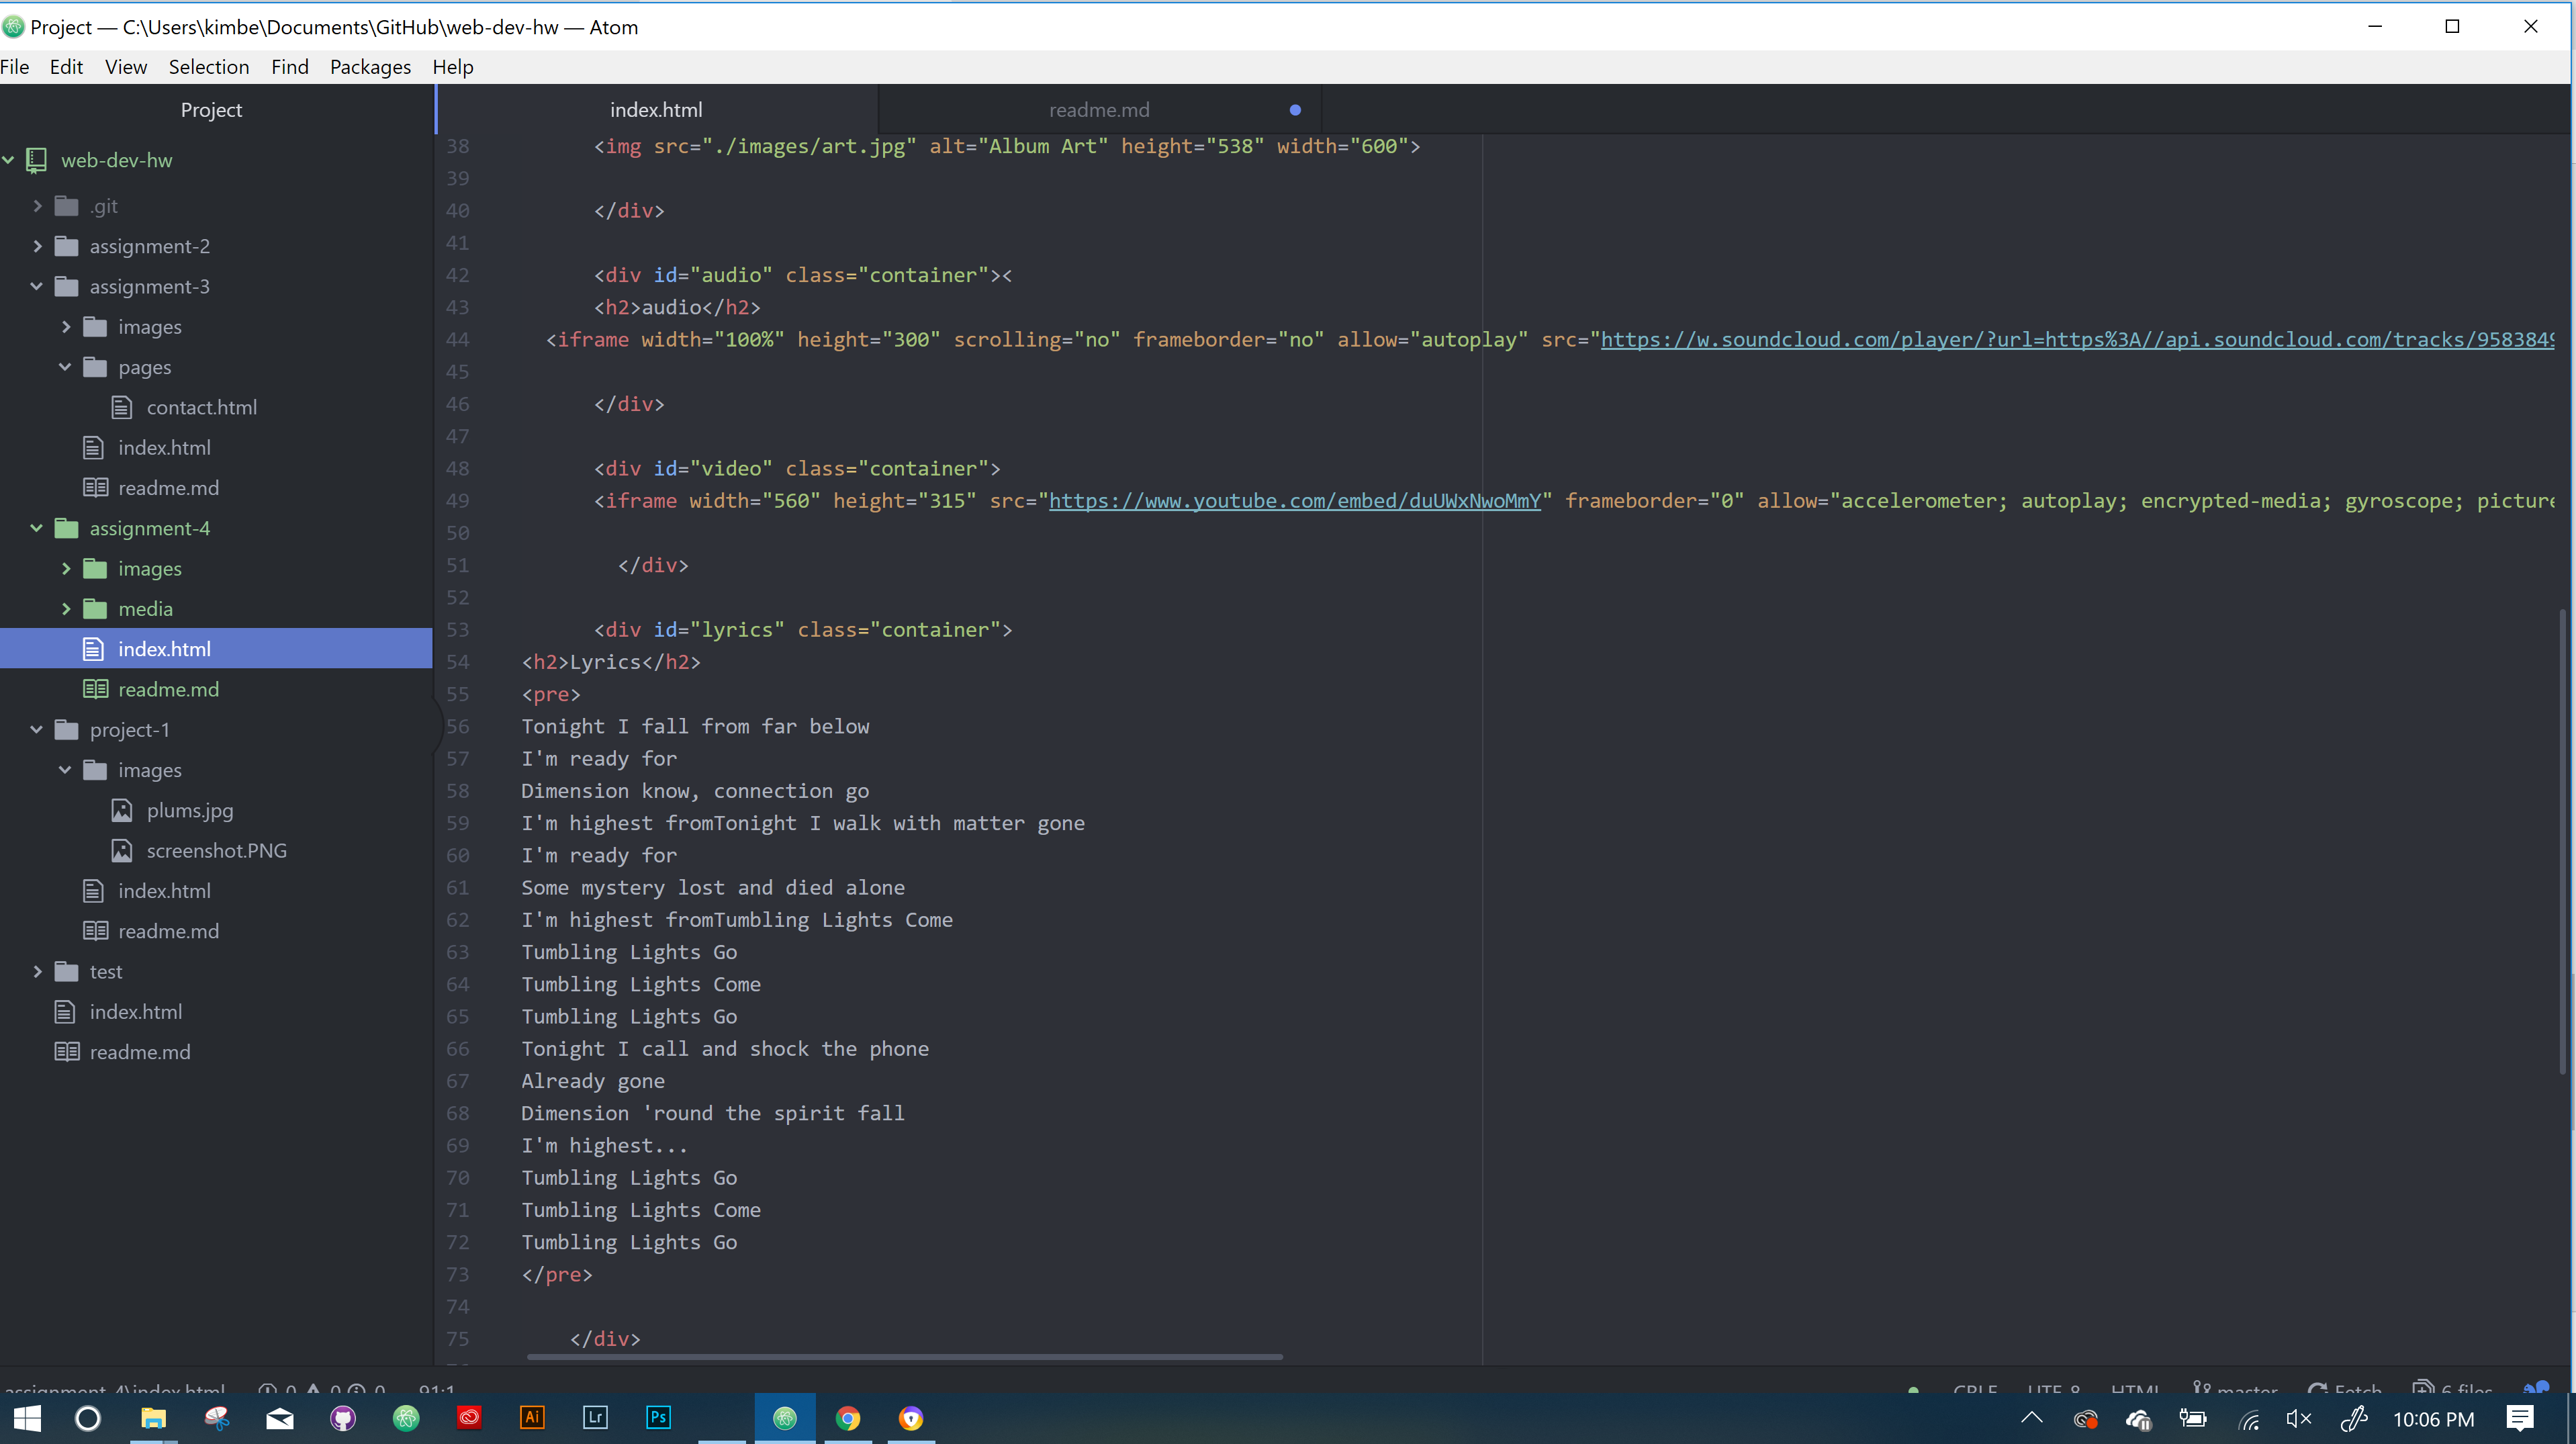 Project — C:\Users\kimbe\Documents\GitHub\web-dev-hw — Atom
File Edit View Selection Find Packages Help
Project
web-dev-hw
.git
assignment-2
assignment-3
images
pages
contact.html
index.html
readme.md
assignment-4
images
media
index.html
readme.md
project-1
images
plums.jpg
screenshot.PNG
index.html
readme.md
test
index.html
readme.md
index.html readme.md
38 <img src="./images/art.jpg" alt="Album Art" height="538" width="600">
39
40 </div>
41
42 <div id="audio" class="container"><
43 <h2>audio</h2>
44 <iframe width="100%" height="300" scrolling="no" frameborder="no" allow="autoplay" src="https://w.soundcloud.com/player/?url=https%3A//api.soundcloud.com/tracks/9583849
45
46 </div>
47
48 <div id="video" class="container">
49 <iframe width="560" height="315" src="https://www.youtube.com/embed/duUWxNwoMmY" frameborder="0" allow="accelerometer; autoplay; encrypted-media; gyroscope; picture
50
51 </div>
52
53 <div id="lyrics" class="container">
54 <h2>Lyrics</h2>
55 <pre>
56 Tonight I fall from far below
57 I'm ready for
58 Dimension know, connection go
59 I'm highest fromTonight I walk with matter gone
60 I'm ready for
61 Some mystery lost and died alone
62 I'm highest fromTumbling Lights Come
63 Tumbling Lights Go
64 Tumbling Lights Come
65 Tumbling Lights Go
66 Tonight I call and shock the phone
67 Already gone
68 Dimension 'round the spirit fall
69 I'm highest...
70 Tumbling Lights Go
71 Tumbling Lights Come
72 Tumbling Lights Go
73 </pre>
74
75 </div>
assignment-4\index.html 0 0 0 91:1 CRLF UTF-8 HTML master Fetch 6 files
Ai Lr Ps 10:06 PM